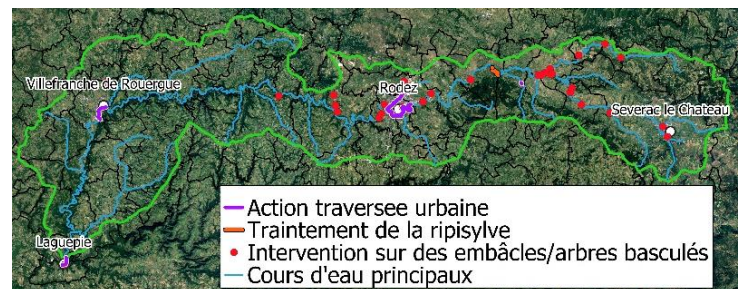 Villefranche de Rouergue
Rodez
Severac le Chateau
Laguepie
Action traversee urbaine
Traintement de la ripisylve
Intervention sur des embâcles/arbres basculés
Cours d'eau principaux